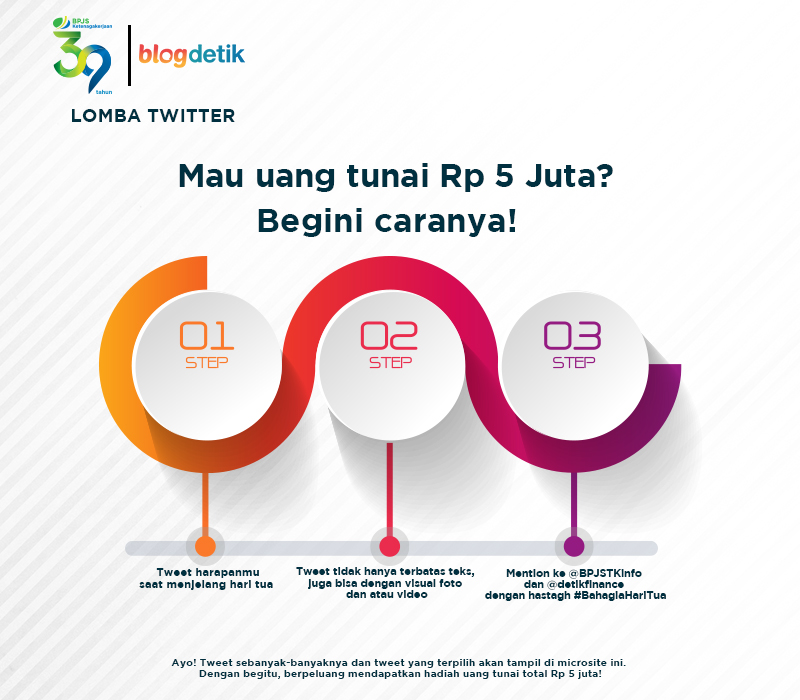 BPJS
Ketenagakerjaan
39
tahun
blogdetik
LOMBA TWITTER
Mau uang tunai Rp 5 Juta?
Begini caranya!
01
STEP
02
STEP
03
STEP
Tweet harapanmu
saat menjelang hari tua
Tweet tidak hanya terbatas teks,
juga bisa dengan visual foto
dan atau video
Mention ke @BPJSTKinfo
dan @detikfinance
dengan hastagh #BahagiaHariTua
Ayo! Tweet sebanyak-banyaknya dan tweet yang terpilih akan tampil di microsite ini.
Dengan begitu, berpeluang mendapatkan hadiah uang tunai total Rp 5 juta!